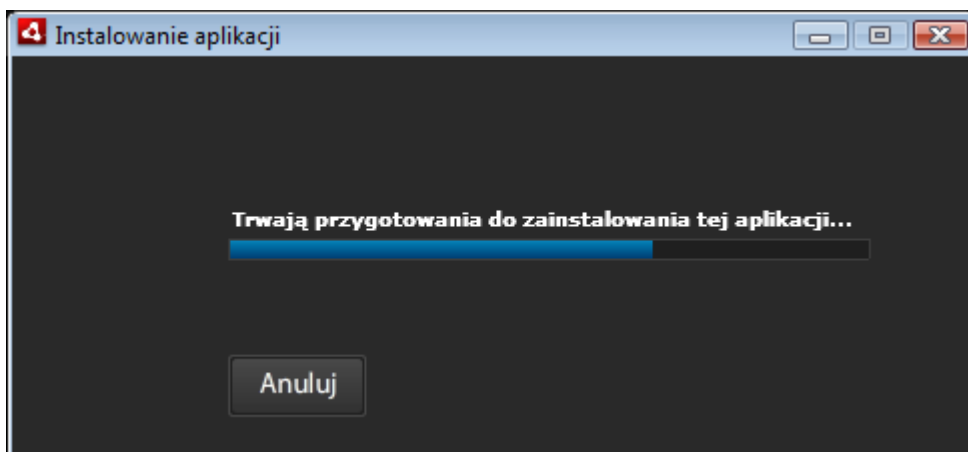 Instalowanie aplikacji
Trwają przygotowania do zainstalowania tej aplikacji...
Anuluj